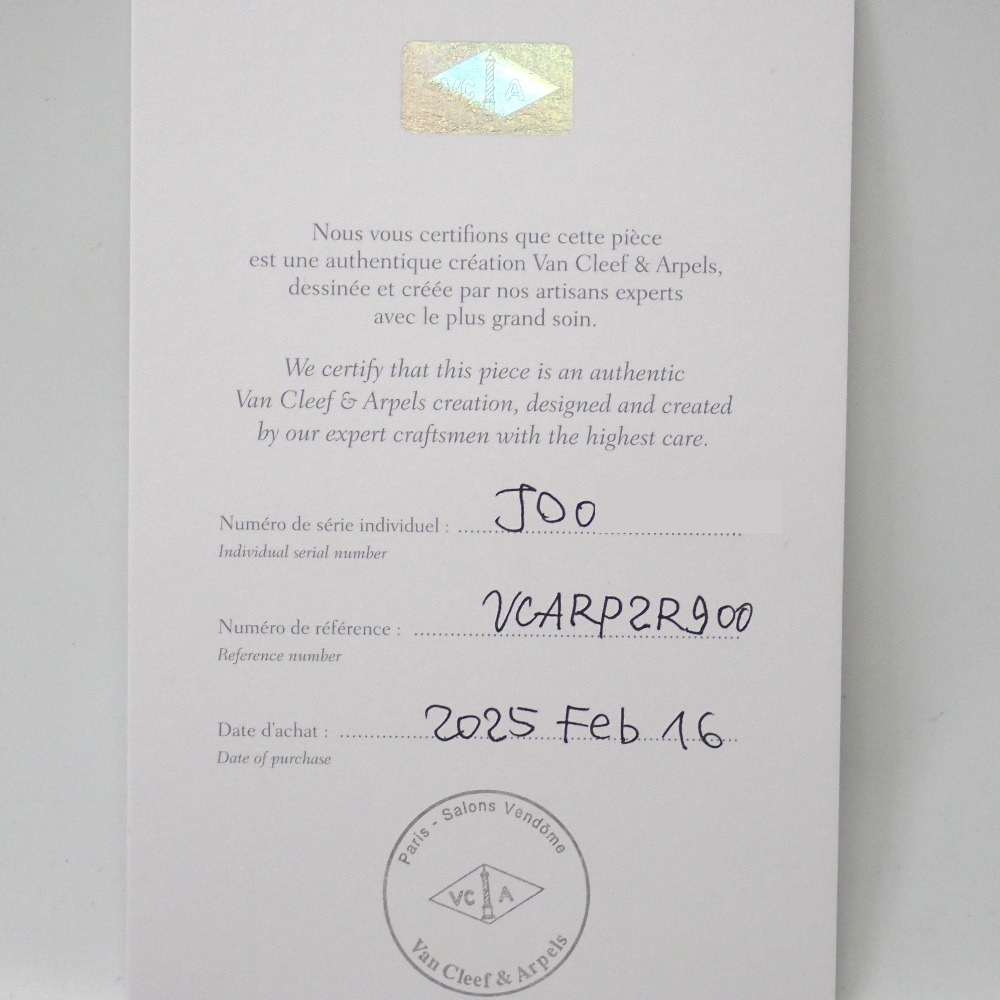 VC A
Nous vous certifions que cette pièce
est une authentique création Van Cleef & Arpels,
dessinée et créée par nos artisans experts
avec le plus grand soin.
We certify that this piece is an authentic
Van Cleef & Arpels creation, designed and created
by our expert craftsmen with the highest care.
Numéro de série individuel : JOO
Individual serial number
Numéro de référence : VCARP2R900
Reference number
Date d'achat : 2025 Feb 16
Date of purchase
Paris - Salons Vendôme
VC A
Van Cleef & Arpels